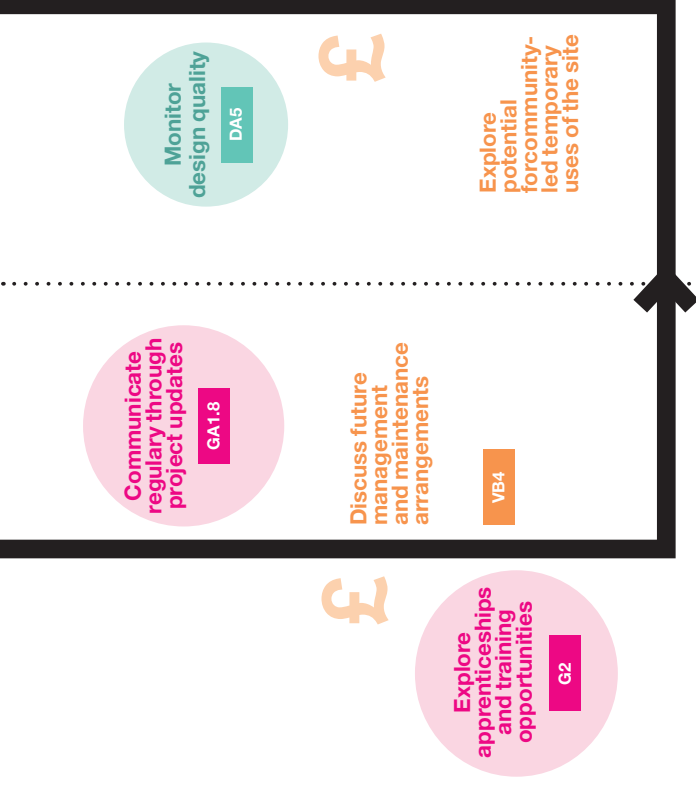 Communicate
regulary through
project updates
GA1.8
Monitor
design quality
DA5
£
Discuss future
management
and maintenance
arrangements
VB4
£
Explore
apprenticeships
and training
opportunities
G2
Explore
potential
forcommunity-
led temporary
uses of the site